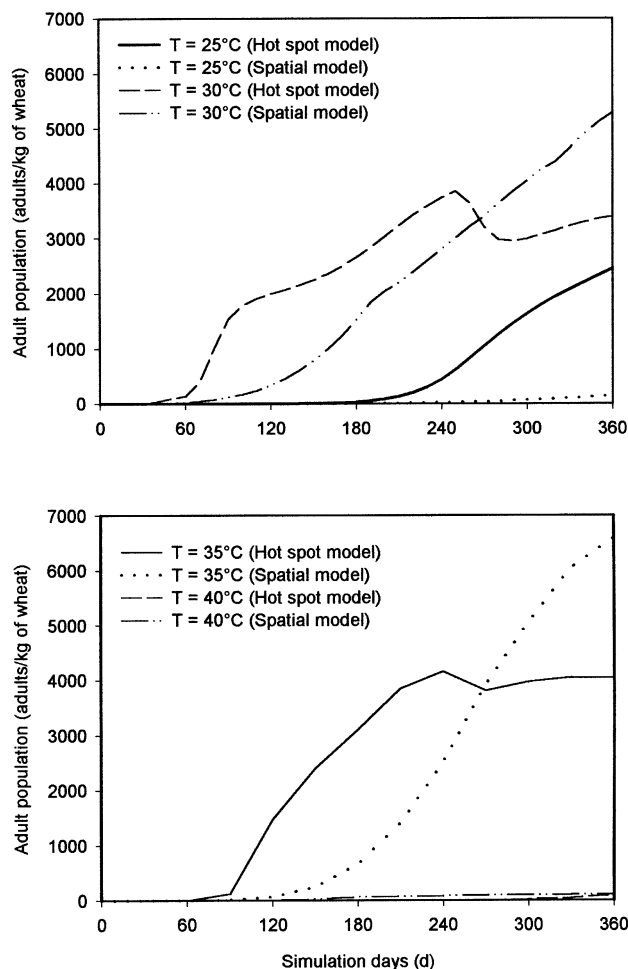 7000
6000
5000
4000
3000
2000
1000
0
Adult population (adults/kg of wheat)
T = 25°C (Hot spot model)
T = 25°C (Spatial model)
T = 30°C (Hot spot model)
T = 30°C (Spatial model)
0 60 120 180 240 300 360
7000
6000
5000
4000
3000
2000
1000
0
Adult population (adults/kg of wheat)
T = 35°C (Hot spot model)
T = 35°C (Spatial model)
T = 40°C (Hot spot model)
T = 40°C (Spatial model)
0 60 120 180 240 300 360
Simulation days (d)